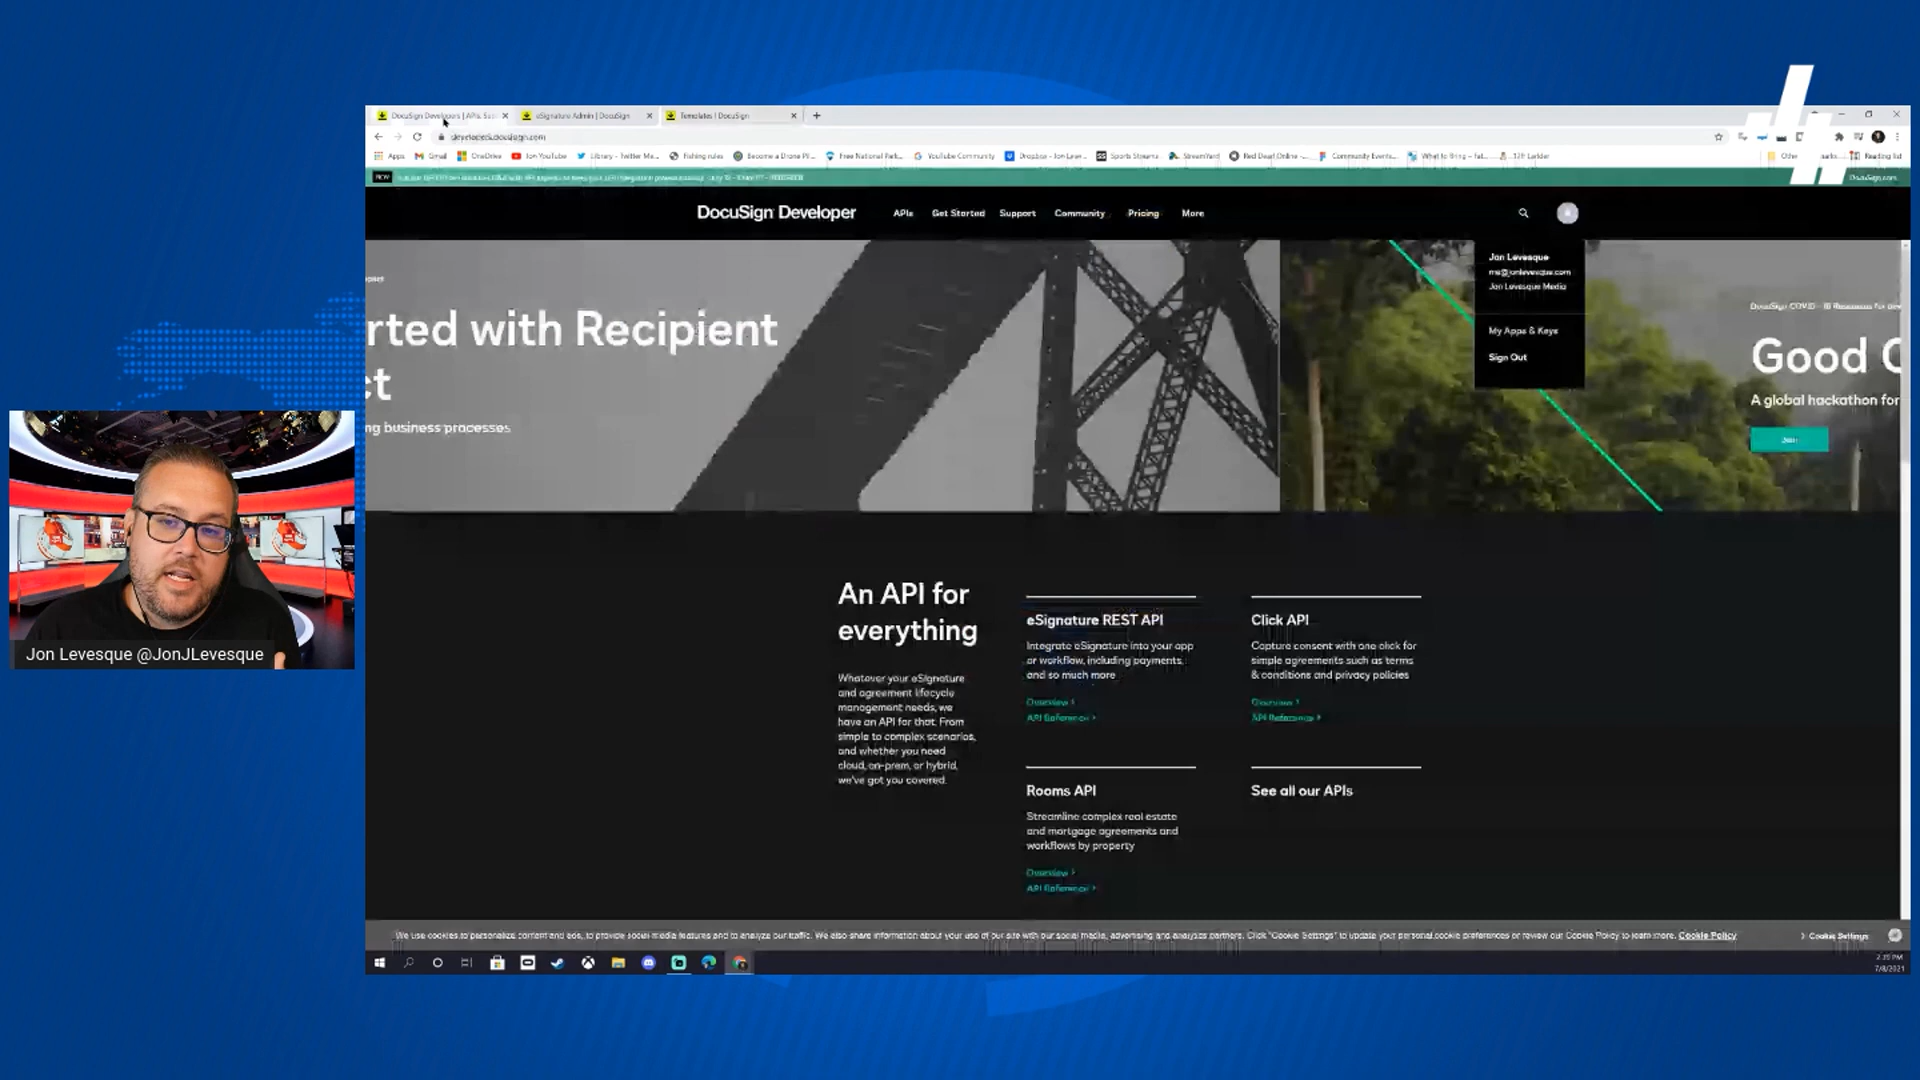 DocuSign Developers | APIs, 
eSignature Admin | DocuSign
Templates | DocuSign
developers.docusign.com
Apps
Gmail
OneDrive
Jon YouTube
Library - Twitter Me...
Fishing rules
Become a Drone Pil...
Free National Park...
YouTube Community
Dropbox - Jon Lev...
Sports Streams
StreamYard
Red Dead Online -...
Community Events...
What to Bring – Fat...
Other
Reading list
NEW
DocuSign.com
DocuSign Developer
APIs
Get Started
Support
Community
Pricing
More
Jon Levesque
me@jonlevesque.com
Jon Levesque Media
My Apps & Keys
Sign Out
rted with Recipient
ct
ng business processes
Good
A global hackathon for
Join
An API for
everything
Whatever your eSignature
and agreement lifecycle
management needs, we
have an API for that. From
simple to complex scenarios,
and whether you need
cloud, on-prem, or hybrid,
we've got you covered.
eSignature REST API
Integrate eSignature into your app
or workflow, including payments,
and so much more
Overview ›
API Reference ›
Click API
Capture consent with one click for
simple agreements such as terms
& conditions and privacy policies
Overview ›
API Reference ›
Rooms API
Streamline complex real estate
and mortgage agreements and
workflows by property
Overview ›
API Reference ›
See all our APIs
We use cookies to personalize content and ads, to provide social media features and to analyze our traffic. We also share information about your use of our site with our social media, advertising and analytics partners. Click "Cookie Settings" to update your personal cookie preferences or review our Cookie Policy to learn more. Cookie Policy
› Cookie Settings
PM
7/8/2021
Jon Levesque @JonJLevesque